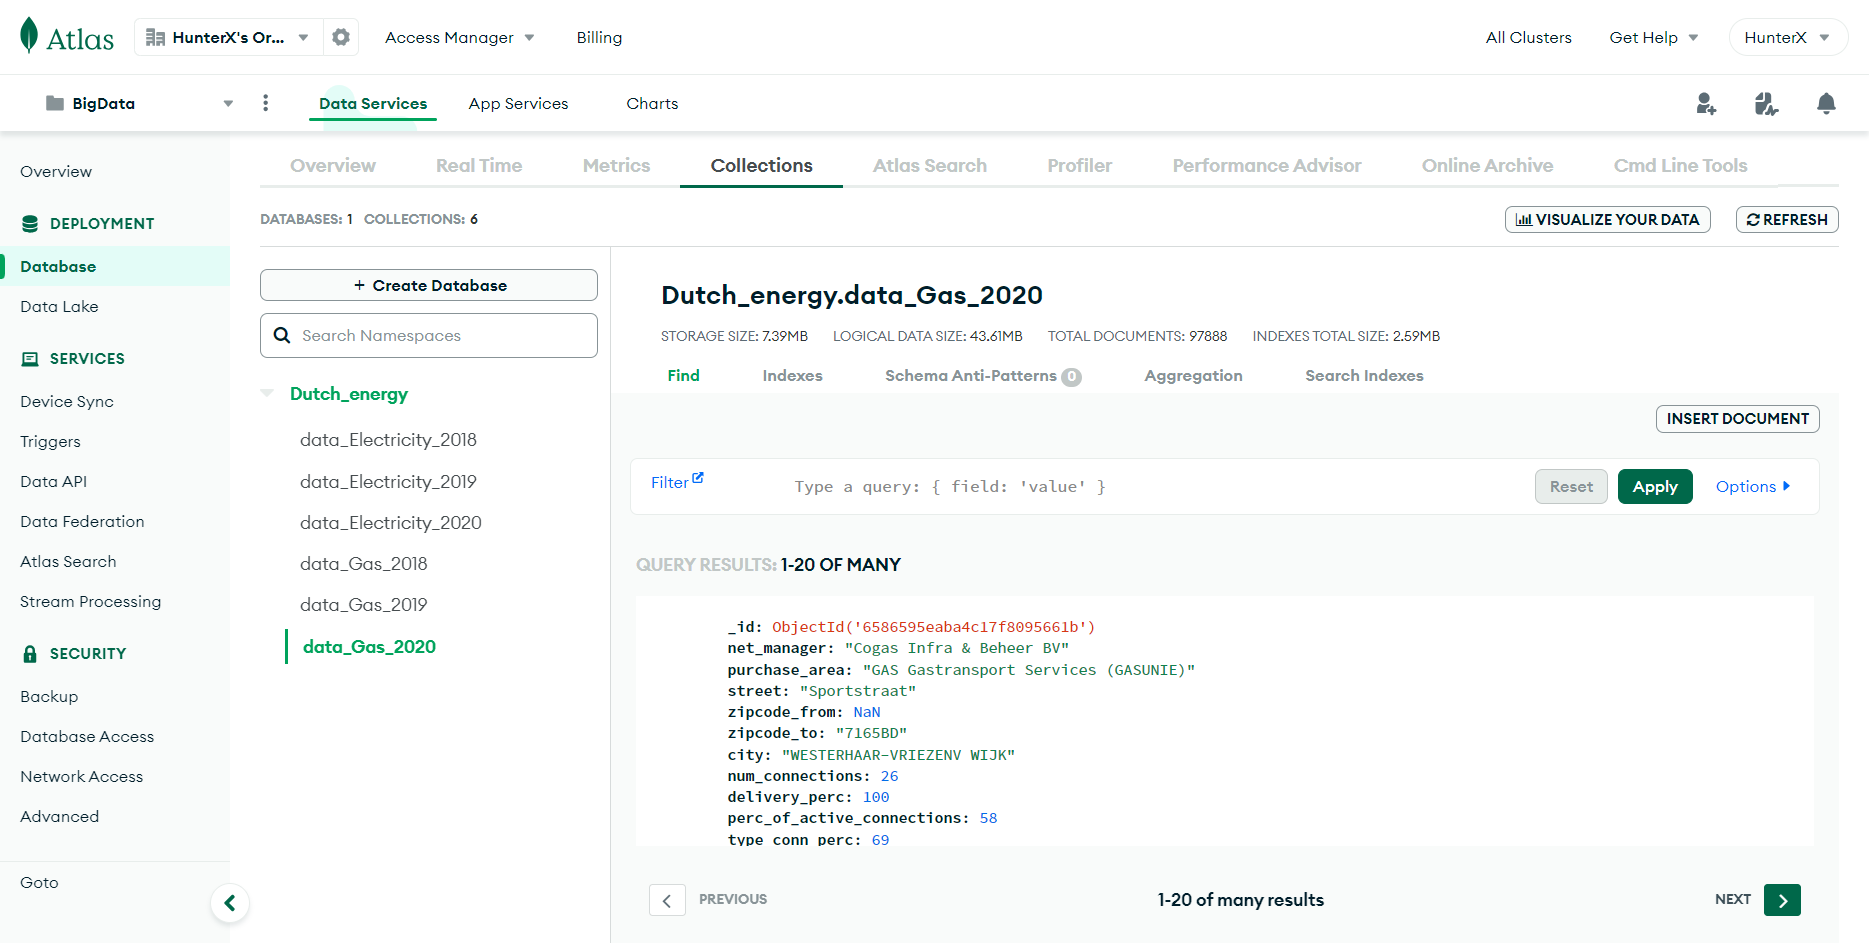 Atlas
HunterX's Or...
Access Manager
Billing
All Clusters
Get Help
HunterX
BigData
Data Services
App Services
Charts
Overview
DEPLOYMENT
Database
Data Lake
SERVICES
Device Sync
Triggers
Data API
Data Federation
Atlas Search
Stream Processing
SECURITY
Backup
Database Access
Network Access
Advanced
Goto
Overview
Real Time
Metrics
Collections
Atlas Search
Profiler
Performance Advisor
Online Archive
Cmd Line Tools
DATABASES: 1 COLLECTIONS: 6
VISUALIZE YOUR DATA
REFRESH
+ Create Database
Search Namespaces
Dutch_energy
data_Electricity_2018
data_Electricity_2019
data_Electricity_2020
data_Gas_2018
data_Gas_2019
data_Gas_2020
Dutch_energy.data_Gas_2020
STORAGE SIZE: 7.39MB LOGICAL DATA SIZE: 43.61MB TOTAL DOCUMENTS: 97888 INDEXES TOTAL SIZE: 2.59MB
Find
Indexes
Schema Anti-Patterns 0
Aggregation
Search Indexes
INSERT DOCUMENT
Filter
Type a query: { field: 'value' }
Reset
Apply
Options
QUERY RESULTS: 1-20 OF MANY
_id: ObjectId('6586595eaba4c17f8095661b')
net_manager: "Cogas Infra & Beheer BV"
purchase_area: "GAS Gastransport Services (GASUNIE)"
street: "Sportstraat"
zipcode_from: NaN
zipcode_to: "7165BD"
city: "WESTERHAAR-VRIEZENV WIJK"
num_connections: 26
delivery_perc: 100
perc_of_active_connections: 58
type_conn_perc: 69
PREVIOUS
1-20 of many results
NEXT